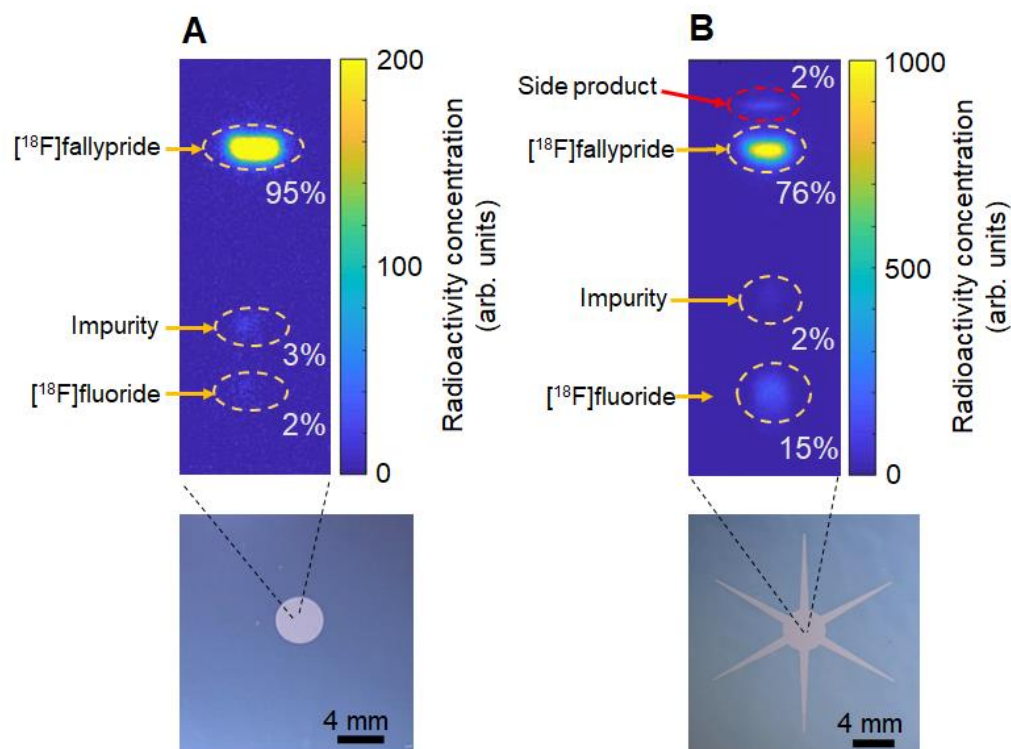 A
200
[¹⁸F]fallypride
95%
100
Impurity
3%
[¹⁸F]fluoride
2%
0
Radioactivity concentration
(arb. units)
4 mm
B
1000
2%
Side product
[¹⁸F]fallypride
76%
500
Impurity
2%
[¹⁸F]fluoride
15%
0
Radioactivity concentration
(arb. units)
4 mm